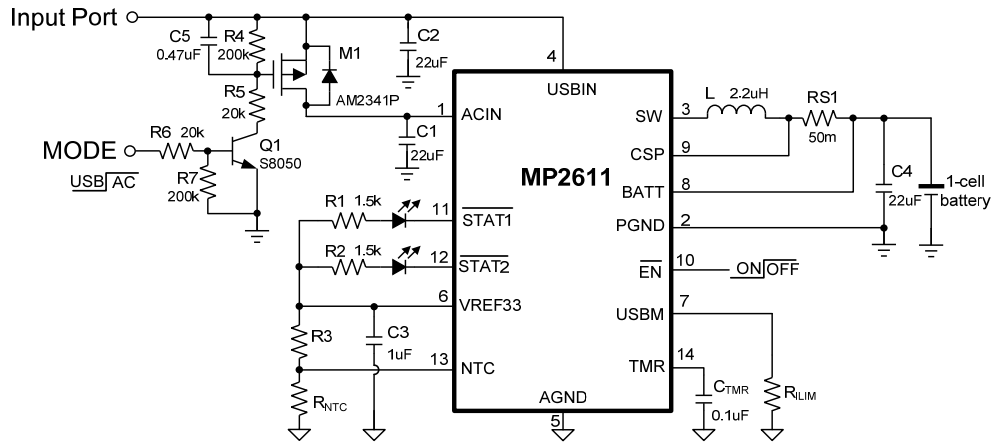 Input Port
C5
0.47uF
R4
200k
M1
AM2341P
C2
22uF
R5
20k
4
USBIN
1
ACIN
C1
22uF
MODE
USB AC
R6 20k
R7
200k
Q1
S8050
MP2611
SW
3
L 2.2uH
RS1
50m
CSP
9
BATT
8
C4
22uF
1-cell
battery
PGND
2
R1 1.5k
11
STAT1
R2 1.5k
12
STAT2
EN
10
ON OFF
6
VREF33
USBM
7
R3
C3
1uF
13
NTC
TMR
14
RNTC
CTMR
0.1uF
RILIM
AGND
5